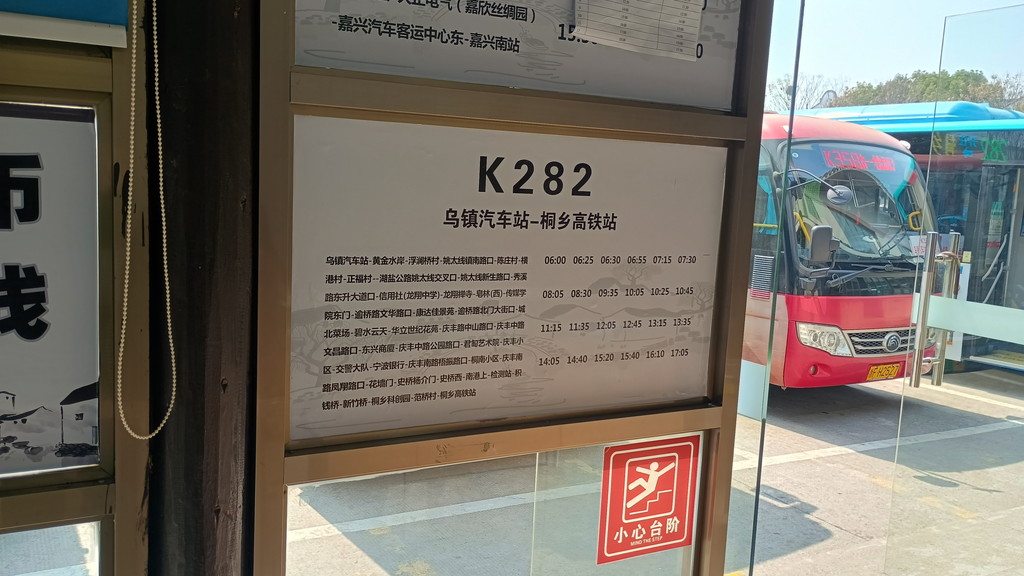 正电气（嘉欣丝绸园）
-嘉兴汽车客运中心东-嘉兴南站
K282
乌镇汽车站-桐乡高铁站
乌镇汽车站-黄金水岸-浮澜桥村-姚太线镇南路口-陈庄村-横 06:00 06:25 06:30 06:55 07:15 07:30
港村-正福村--湖盐公路姚太线交叉口-姚太线新生路口-秀溪
路东升大道口-信用社(龙翔中学)-龙翔禅寺-皂林(西)-传媒学 08:05 08:30 09:35 10:05 10:25 10:45
院东门-逾桥路文华路口-康达佳景苑-逾桥路北门大街口-城
北菜场-碧水云天-华立世纪花苑-庆丰路中山路口-庆丰中路 11:15 11:35 12:05 12:45 13:15 13:35
文昌路口-东兴商厦-庆丰中路公园路口-君匋艺术院-庆丰小
区-交警大队-宁波银行-庆丰南路梧振路口-桐南小区-庆丰南 14:05 14:40 15:20 15:40 16:10 17:05
路凤翔路口-花墙门-史桥杨介门-史桥西-南港上-检测站-积
钱桥-新竹桥-桐乡科创园-范桥村-桐乡高铁站
小心台阶
MIND THE STEP
币
线